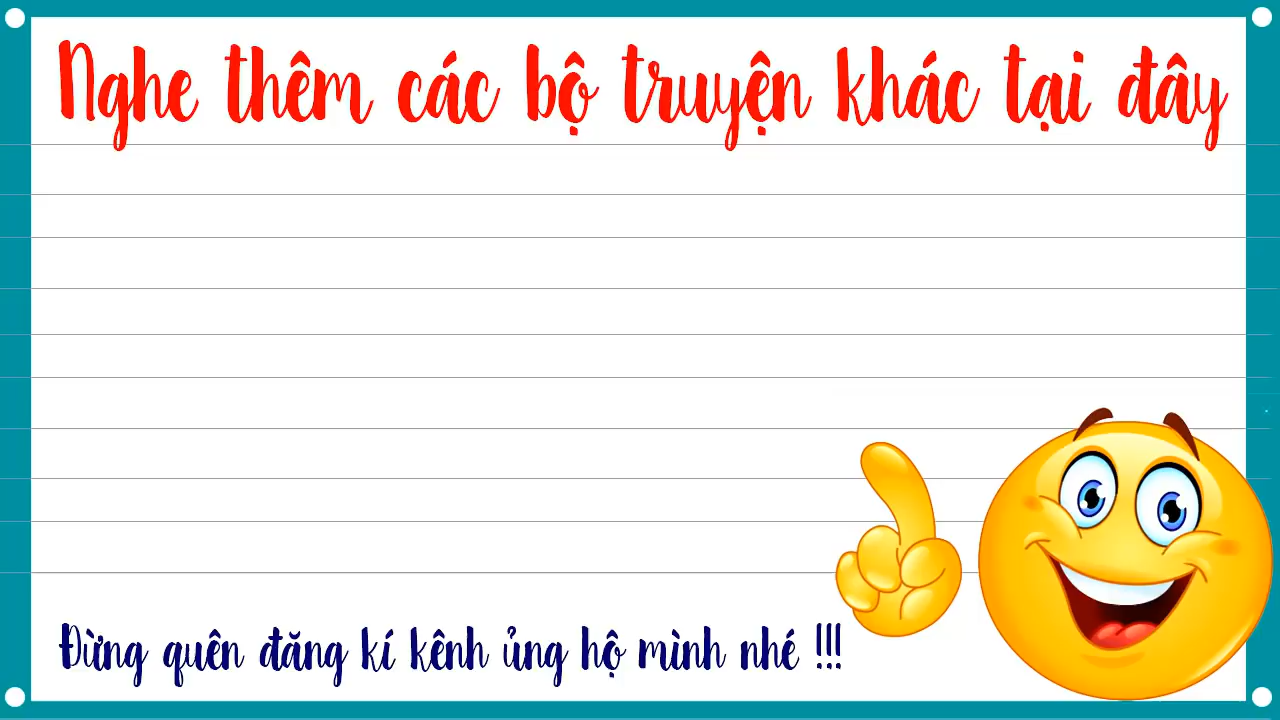 Nghe thêm các bộ truyện khác tại đây
Đừng quên đăng kí kênh ủng hộ mình nhé !!!